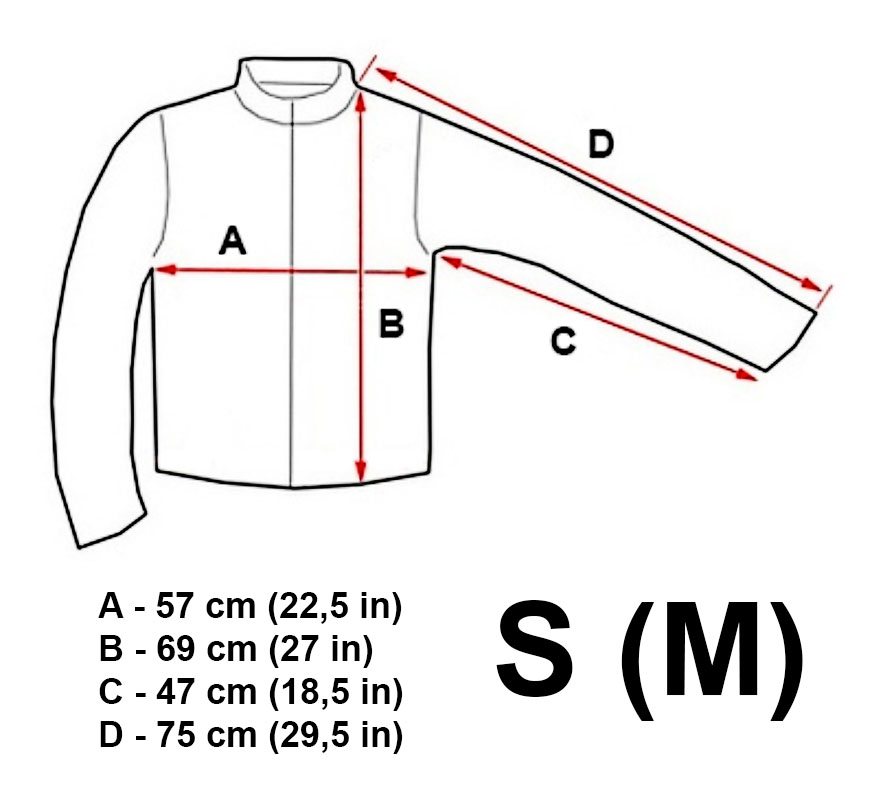 D
A
B
C
A - 57 cm (22,5 in)
B - 69 cm (27 in)
C - 47 cm (18,5 in)
D - 75 cm (29,5 in)
S (M)